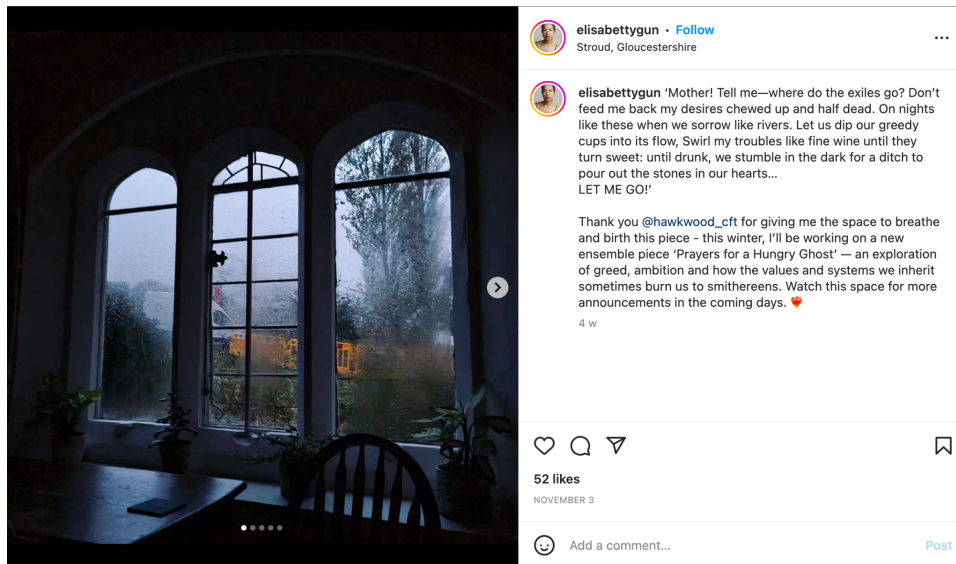 elisabettygun • Follow
Stroud, Gloucestershire
elisabettygun ‘Mother! Tell me—where do the exiles go? Don’t
feed me back my desires chewed up and half dead. On nights
like these when we sorrow like rivers. Let us dip our greedy
cups into its flow, Swirl my troubles like fine wine until they
turn sweet: until drunk, we stumble in the dark for a ditch to
pour out the stones in our hearts...
LET ME GO!’
Thank you @hawkwood_cft for giving me the space to breathe
and birth this piece - this winter, I’ll be working on a new
ensemble piece ‘Prayers for a Hungry Ghost’ — an exploration
of greed, ambition and how the values and systems we inherit
sometimes burn us to smithereens. Watch this space for more
announcements in the coming days. ❤️‍🔥
4 w
52 likes
NOVEMBER 3
Add a comment...
Post